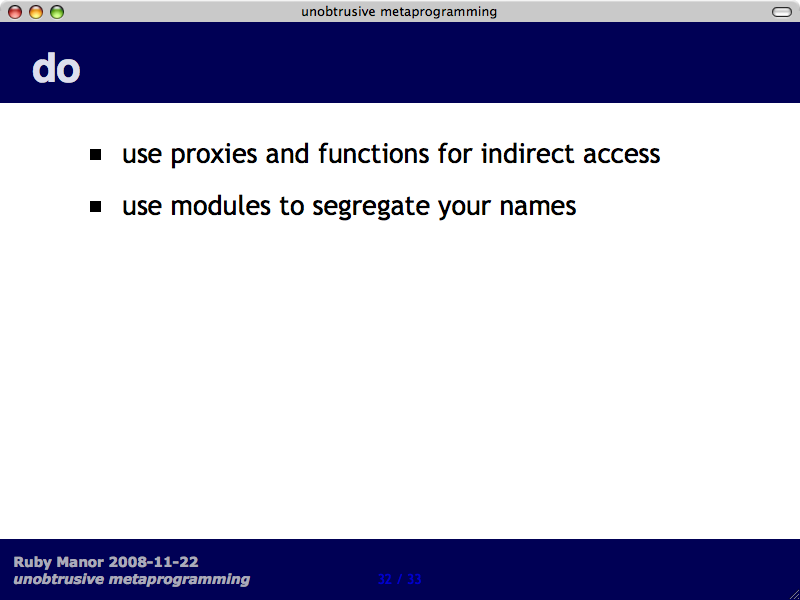 unobtrusive metaprogramming
do
use proxies and functions for indirect access
use modules to segregate your names
Ruby Manor 2008-11-22
unobtrusive metaprogramming
32 / 33